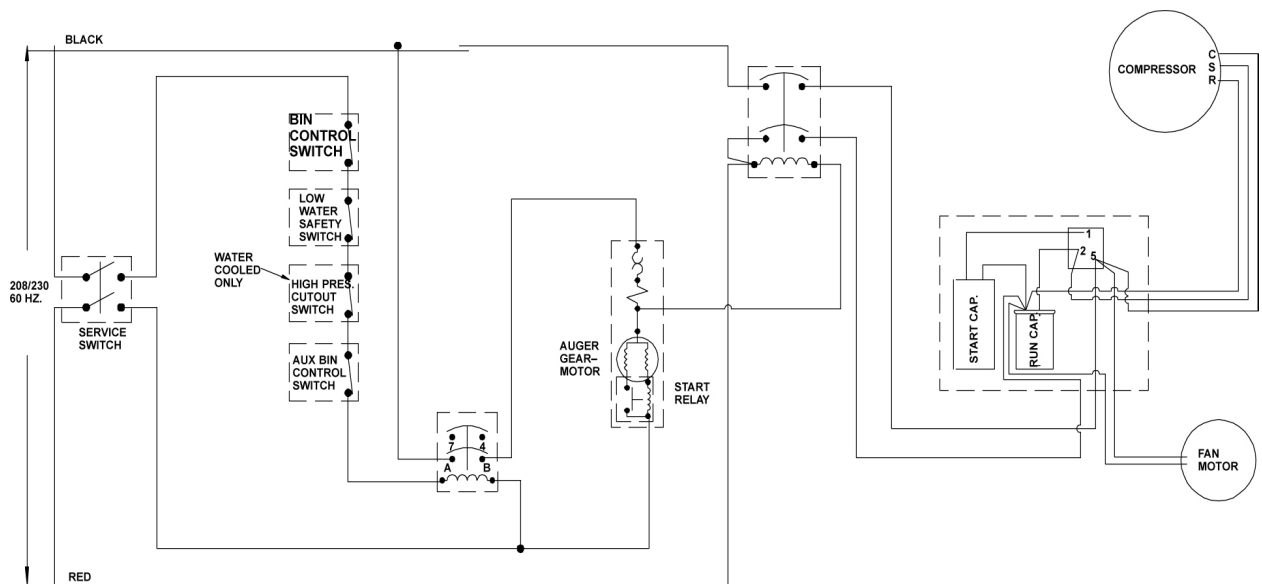 BLACK
COMPRESSOR
C
S
R
BIN
CONTROL
SWITCH
LOW
WATER
SAFETY
SWITCH
WATER
COOLED
ONLY
HIGH PRES.
CUTOUT
SWITCH
208/230
60 HZ.
SERVICE
SWITCH
AUX BIN
CONTROL
SWITCH
AUGER
GEAR–
MOTOR
START
RELAY
7 4
A B
1
2
5
START CAP.
RUN CAP.
FAN
MOTOR
RED